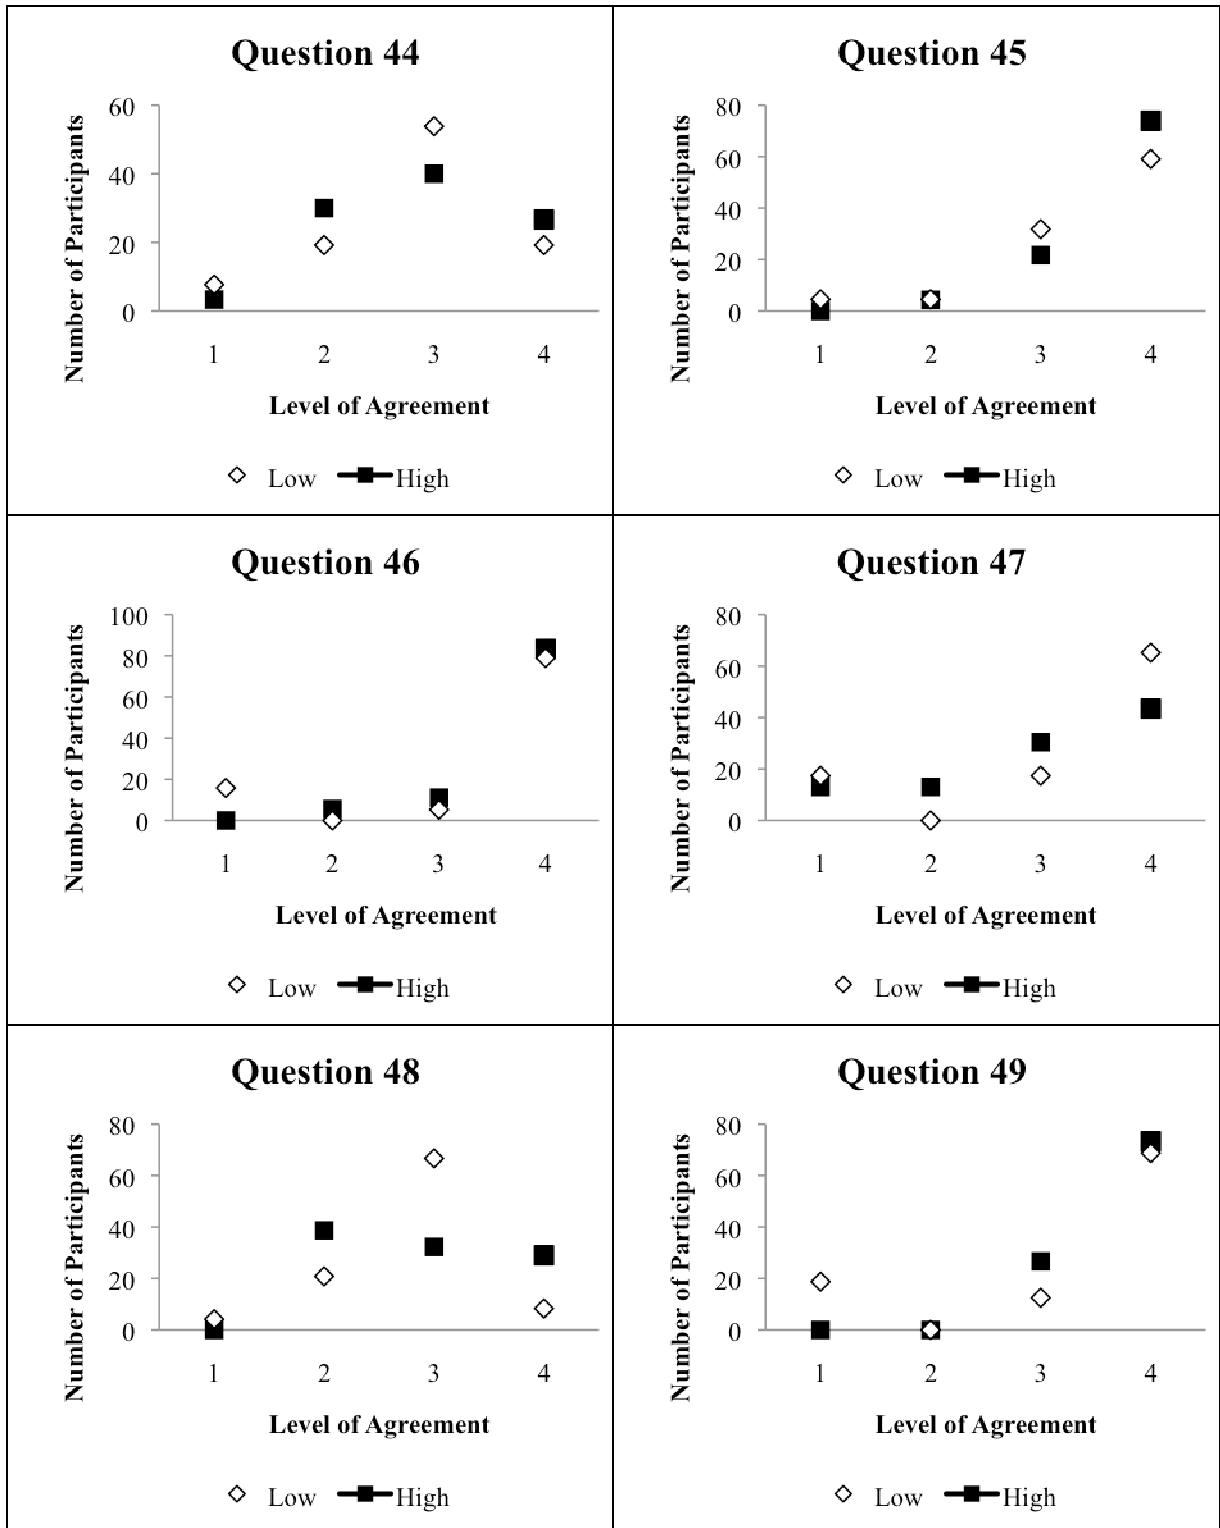 Question 44
Number of Participants
60
40
20
0
1 2 3 4
Level of Agreement
Low High
Question 45
Number of Participants
80
60
40
20
0
1 2 3 4
Level of Agreement
Low High
Question 46
Number of Participants
100
80
60
40
20
0
1 2 3 4
Level of Agreement
Low High
Question 47
Number of Participants
80
60
40
20
0
1 2 3 4
Level of Agreement
Low High
Question 48
Number of Participants
80
60
40
20
0
1 2 3 4
Level of Agreement
Low High
Question 49
Number of Participants
80
60
40
20
0
1 2 3 4
Level of Agreement
Low High